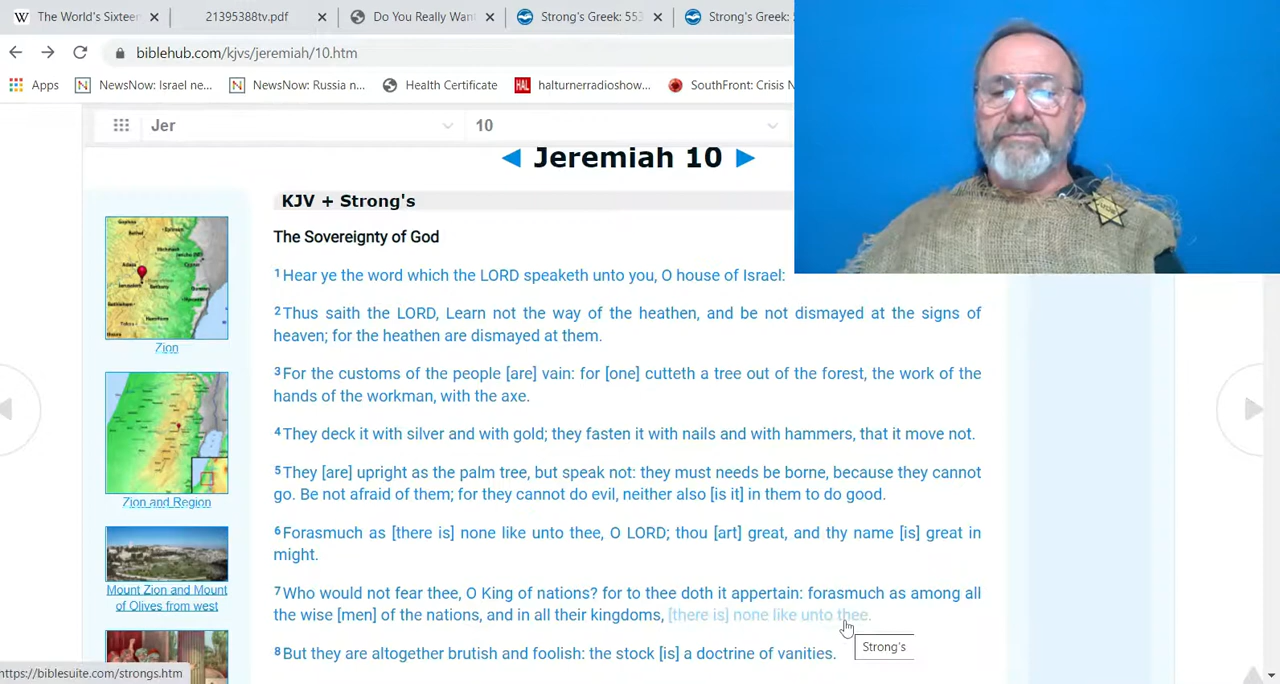 The World's Sixteen
21395388tv.pdf
Do You Really Wan
Strong's Greek: 553
Strong's Greek:
biblehub.com/kjvs/jeremiah/10.htm
Apps
NewsNow: Israel ne...
NewsNow: Russia n...
Health Certificate
HAL
halturnerradioshow...
SouthFront: Crisis N
Jer
10
Jeremiah 10
KJV + Strong's
The Sovereignty of God
1 Hear ye the word which the LORD speaketh unto you, O house of Israel:
2 Thus saith the LORD, Learn not the way of the heathen, and be not dismayed at the signs of
heaven; for the heathen are dismayed at them.
3 For the customs of the people [are] vain: for [one] cutteth a tree out of the forest, the work of the
hands of the workman, with the axe.
4 They deck it with silver and with gold; they fasten it with nails and with hammers, that it move not.
5 They [are] upright as the palm tree, but speak not: they must needs be borne, because they cannot
go. Be not afraid of them; for they cannot do evil, neither also [is it] in them to do good.
6 Forasmuch as [there is] none like unto thee, O LORD; thou [art] great, and thy name [is] great in
might.
7 Who would not fear thee, O King of nations? for to thee doth it appertain: forasmuch as among all
the wise [men] of the nations, and in all their kingdoms, [there is] none like unto thee.
Strong's
8 But they are altogether brutish and foolish: the stock [is] a doctrine of vanities.
Zion
Zion and Region
Mount Zion and Mount
of Olives from west
https://biblesuite.com/strongs.htm